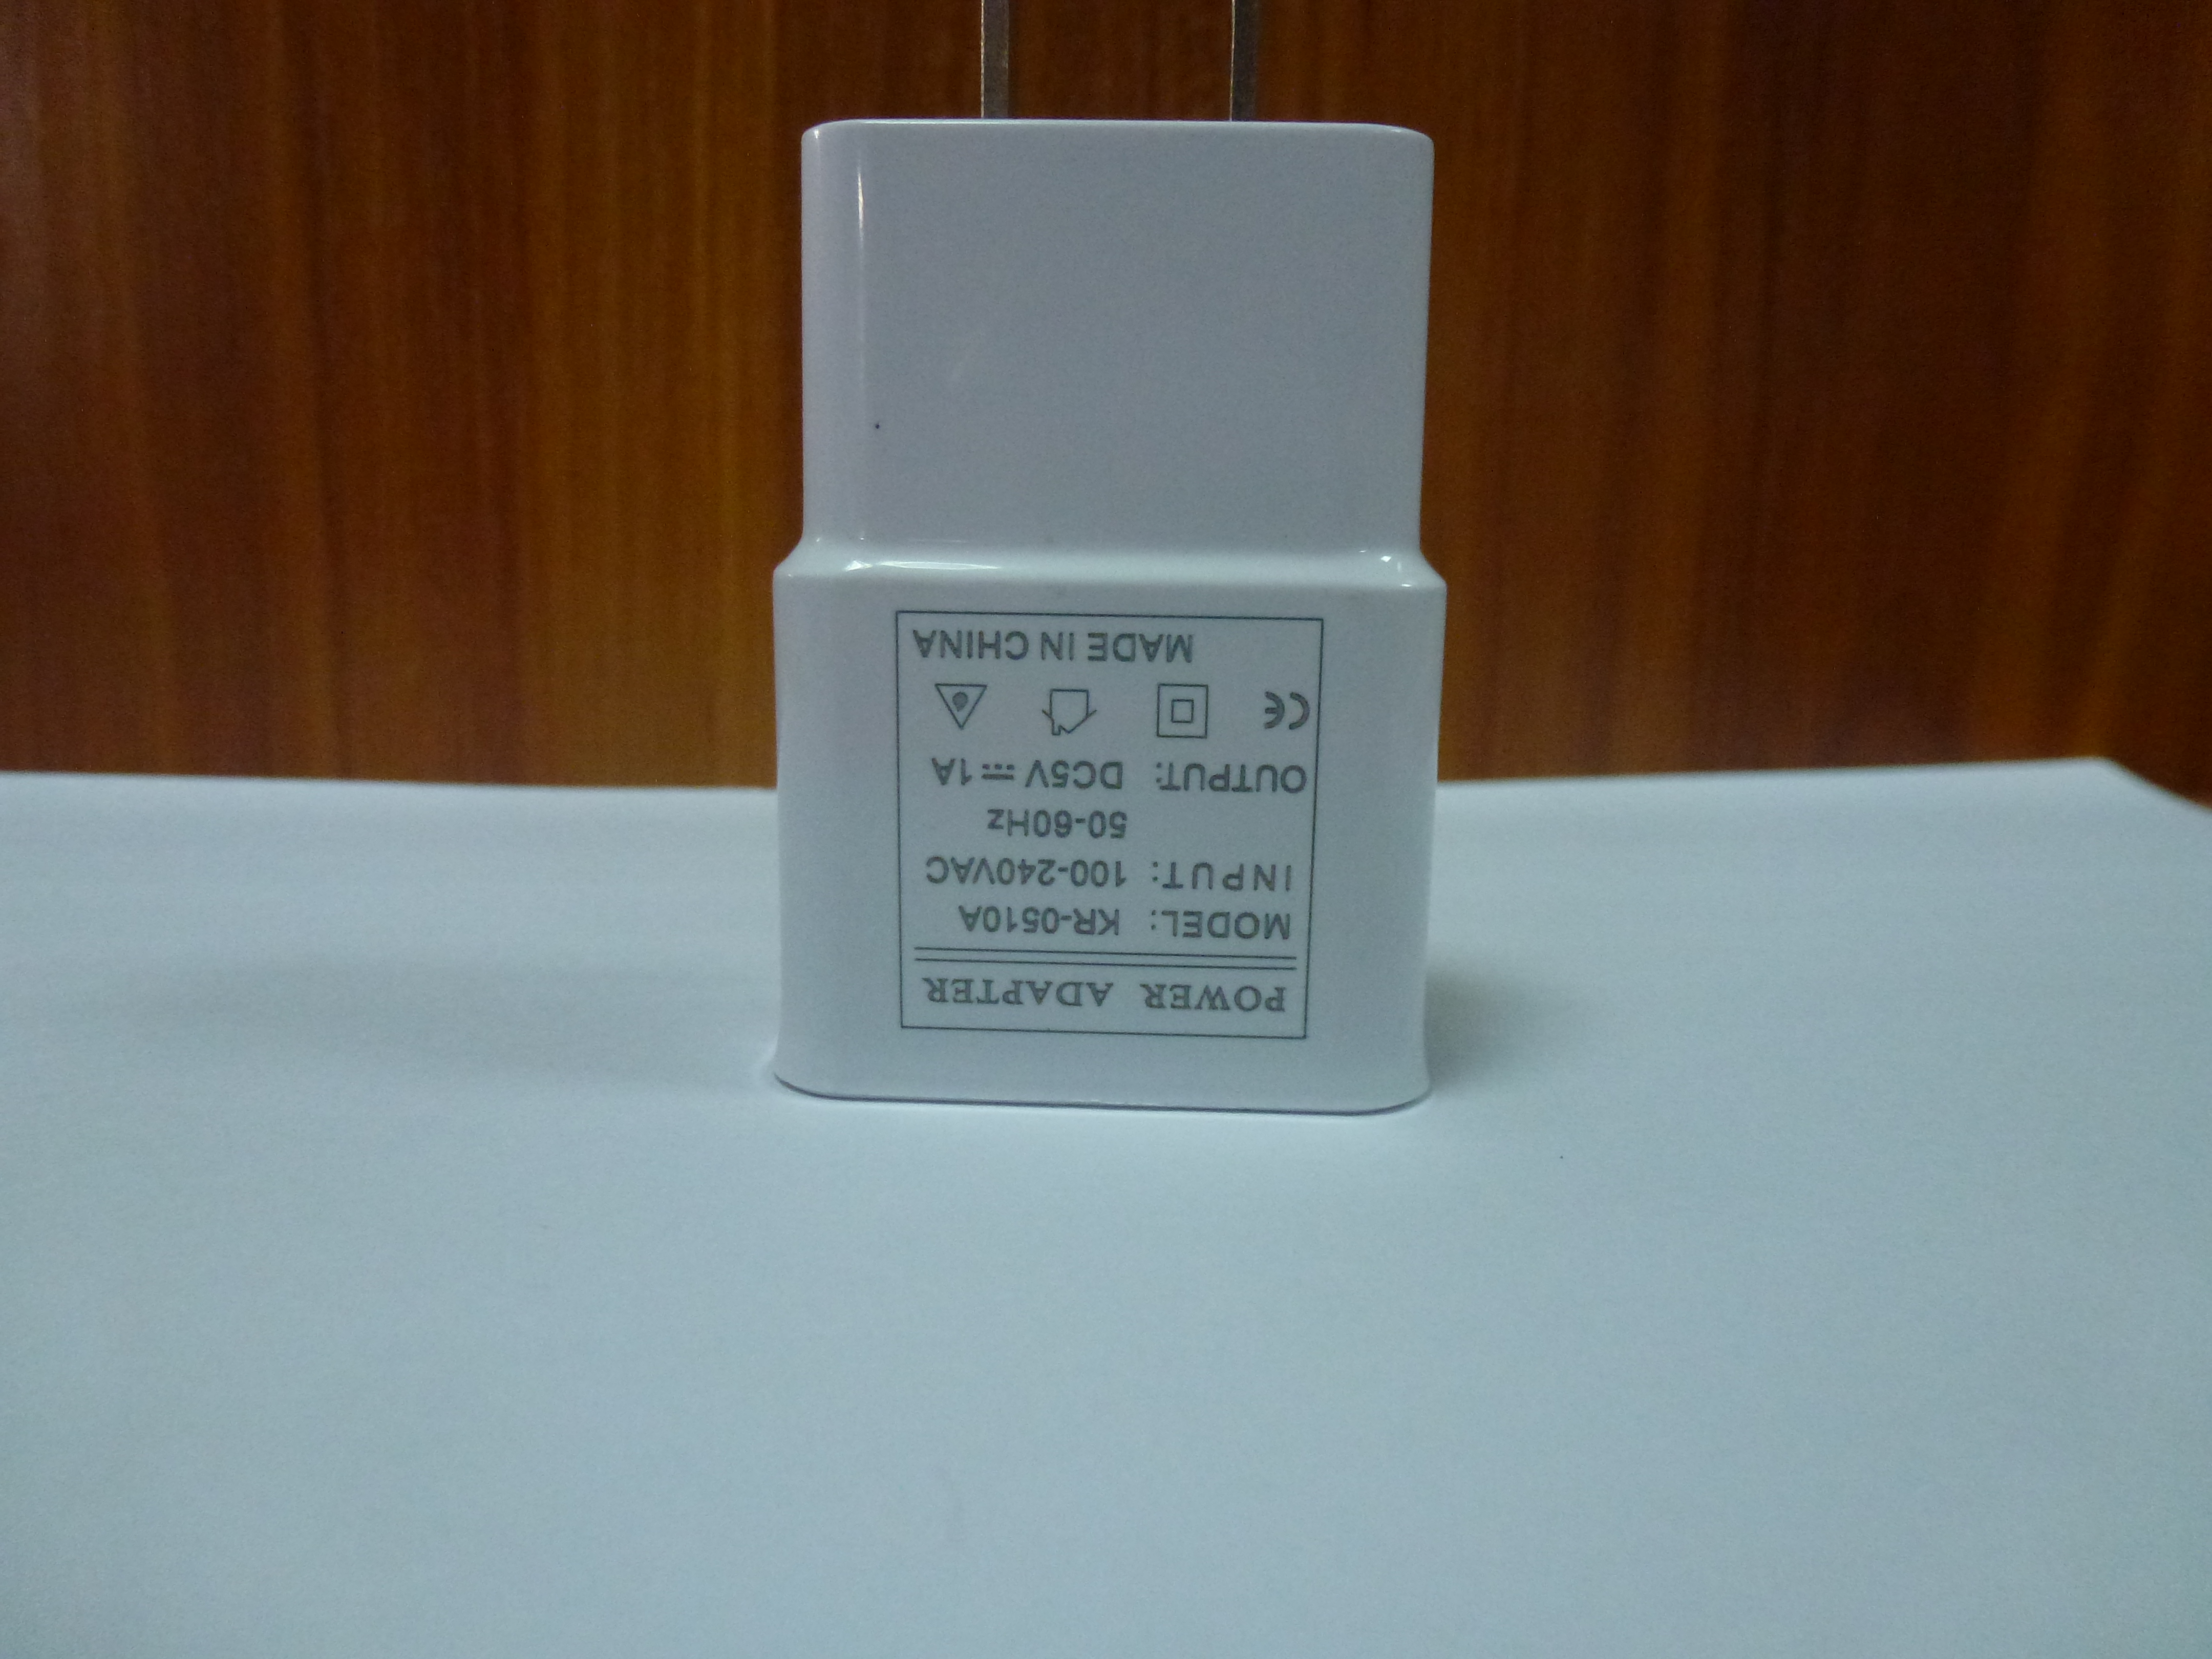 POWER ADAPTER
MODEL: KR-0510A
INPUT: 100-240VAC
50-60Hz
OUTPUT: DC5V⎓1A
CE
MADE IN CHINA